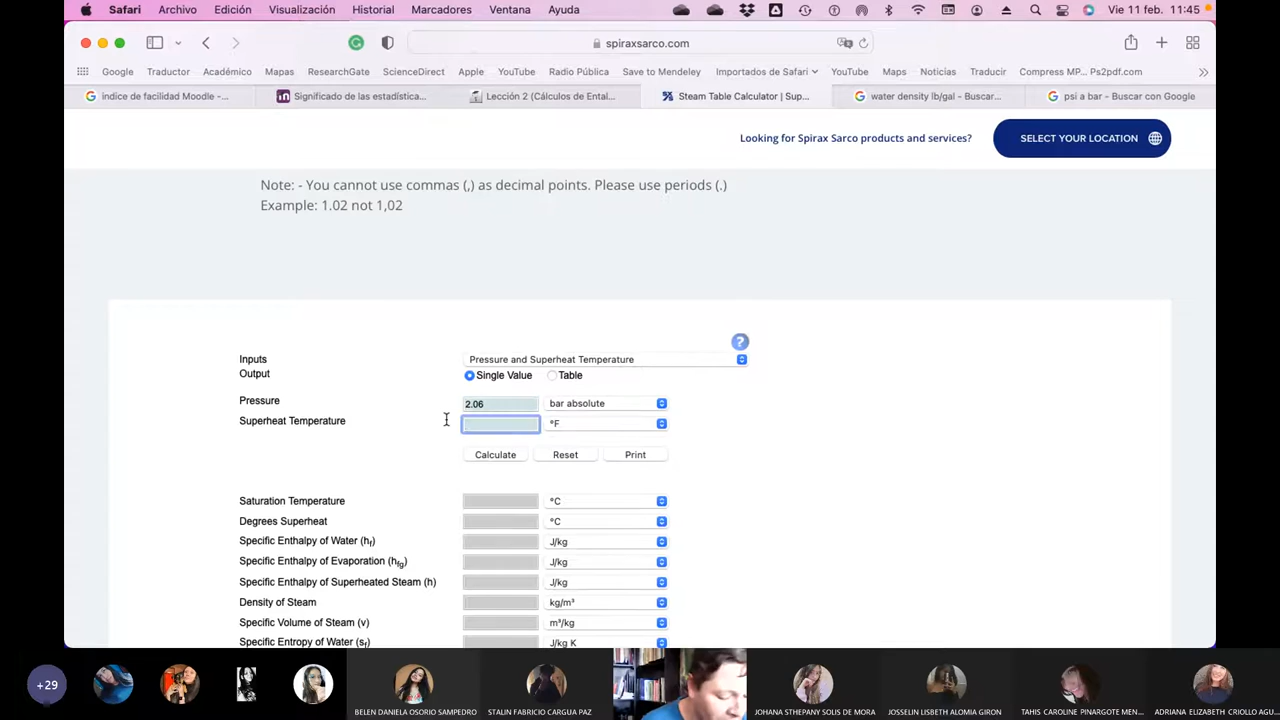 Safari Archivo Edición Visualización Historial Marcadores Ventana Ayuda Vie 11 feb. 11:45
spiraxsarco.com
Google Traductor Académico Mapas ResearchGate ScienceDirect Apple YouTube Radio Pública Save to Mendeley Importados de Safari YouTube Maps Noticias Traducir Compress MP... Ps2pdf.com
indice de facilidad Moodle -... Significado de las estadística... Lección 2 (Cálculos de Ental... Steam Table Calculator | Sup... water density lb/gal - Buscar... psi a bar - Buscar con Google
Looking for Spirax Sarco products and services? SELECT YOUR LOCATION
Note: - You cannot use commas (,) as decimal points. Please use periods (.)
Example: 1.02 not 1,02
?
Inputs Pressure and Superheat Temperature
Output Single Value Table
Pressure 2.06 bar absolute
Superheat Temperature °F
Calculate Reset Print
Saturation Temperature °C
Degrees Superheat °C
Specific Enthalpy of Water (hf) J/kg
Specific Enthalpy of Evaporation (hfg) J/kg
Specific Enthalpy of Superheated Steam (h) J/kg
Density of Steam kg/m³
Specific Volume of Steam (v) m³/kg
Specific Entropy of Water (sf) J/kg K
+29 BELEN DANIELA OSORIO SAMPEDRO STALIN FABRICIO CARGUA PAZ JOHANA STHEPANY SOLIS DE MORA JOSSELIN LISBETH ALOMIA GIRON TAHIS CAROLINE PINARGOTE MEN... ADRIANA ELIZABETH CRIOLLO AGU...